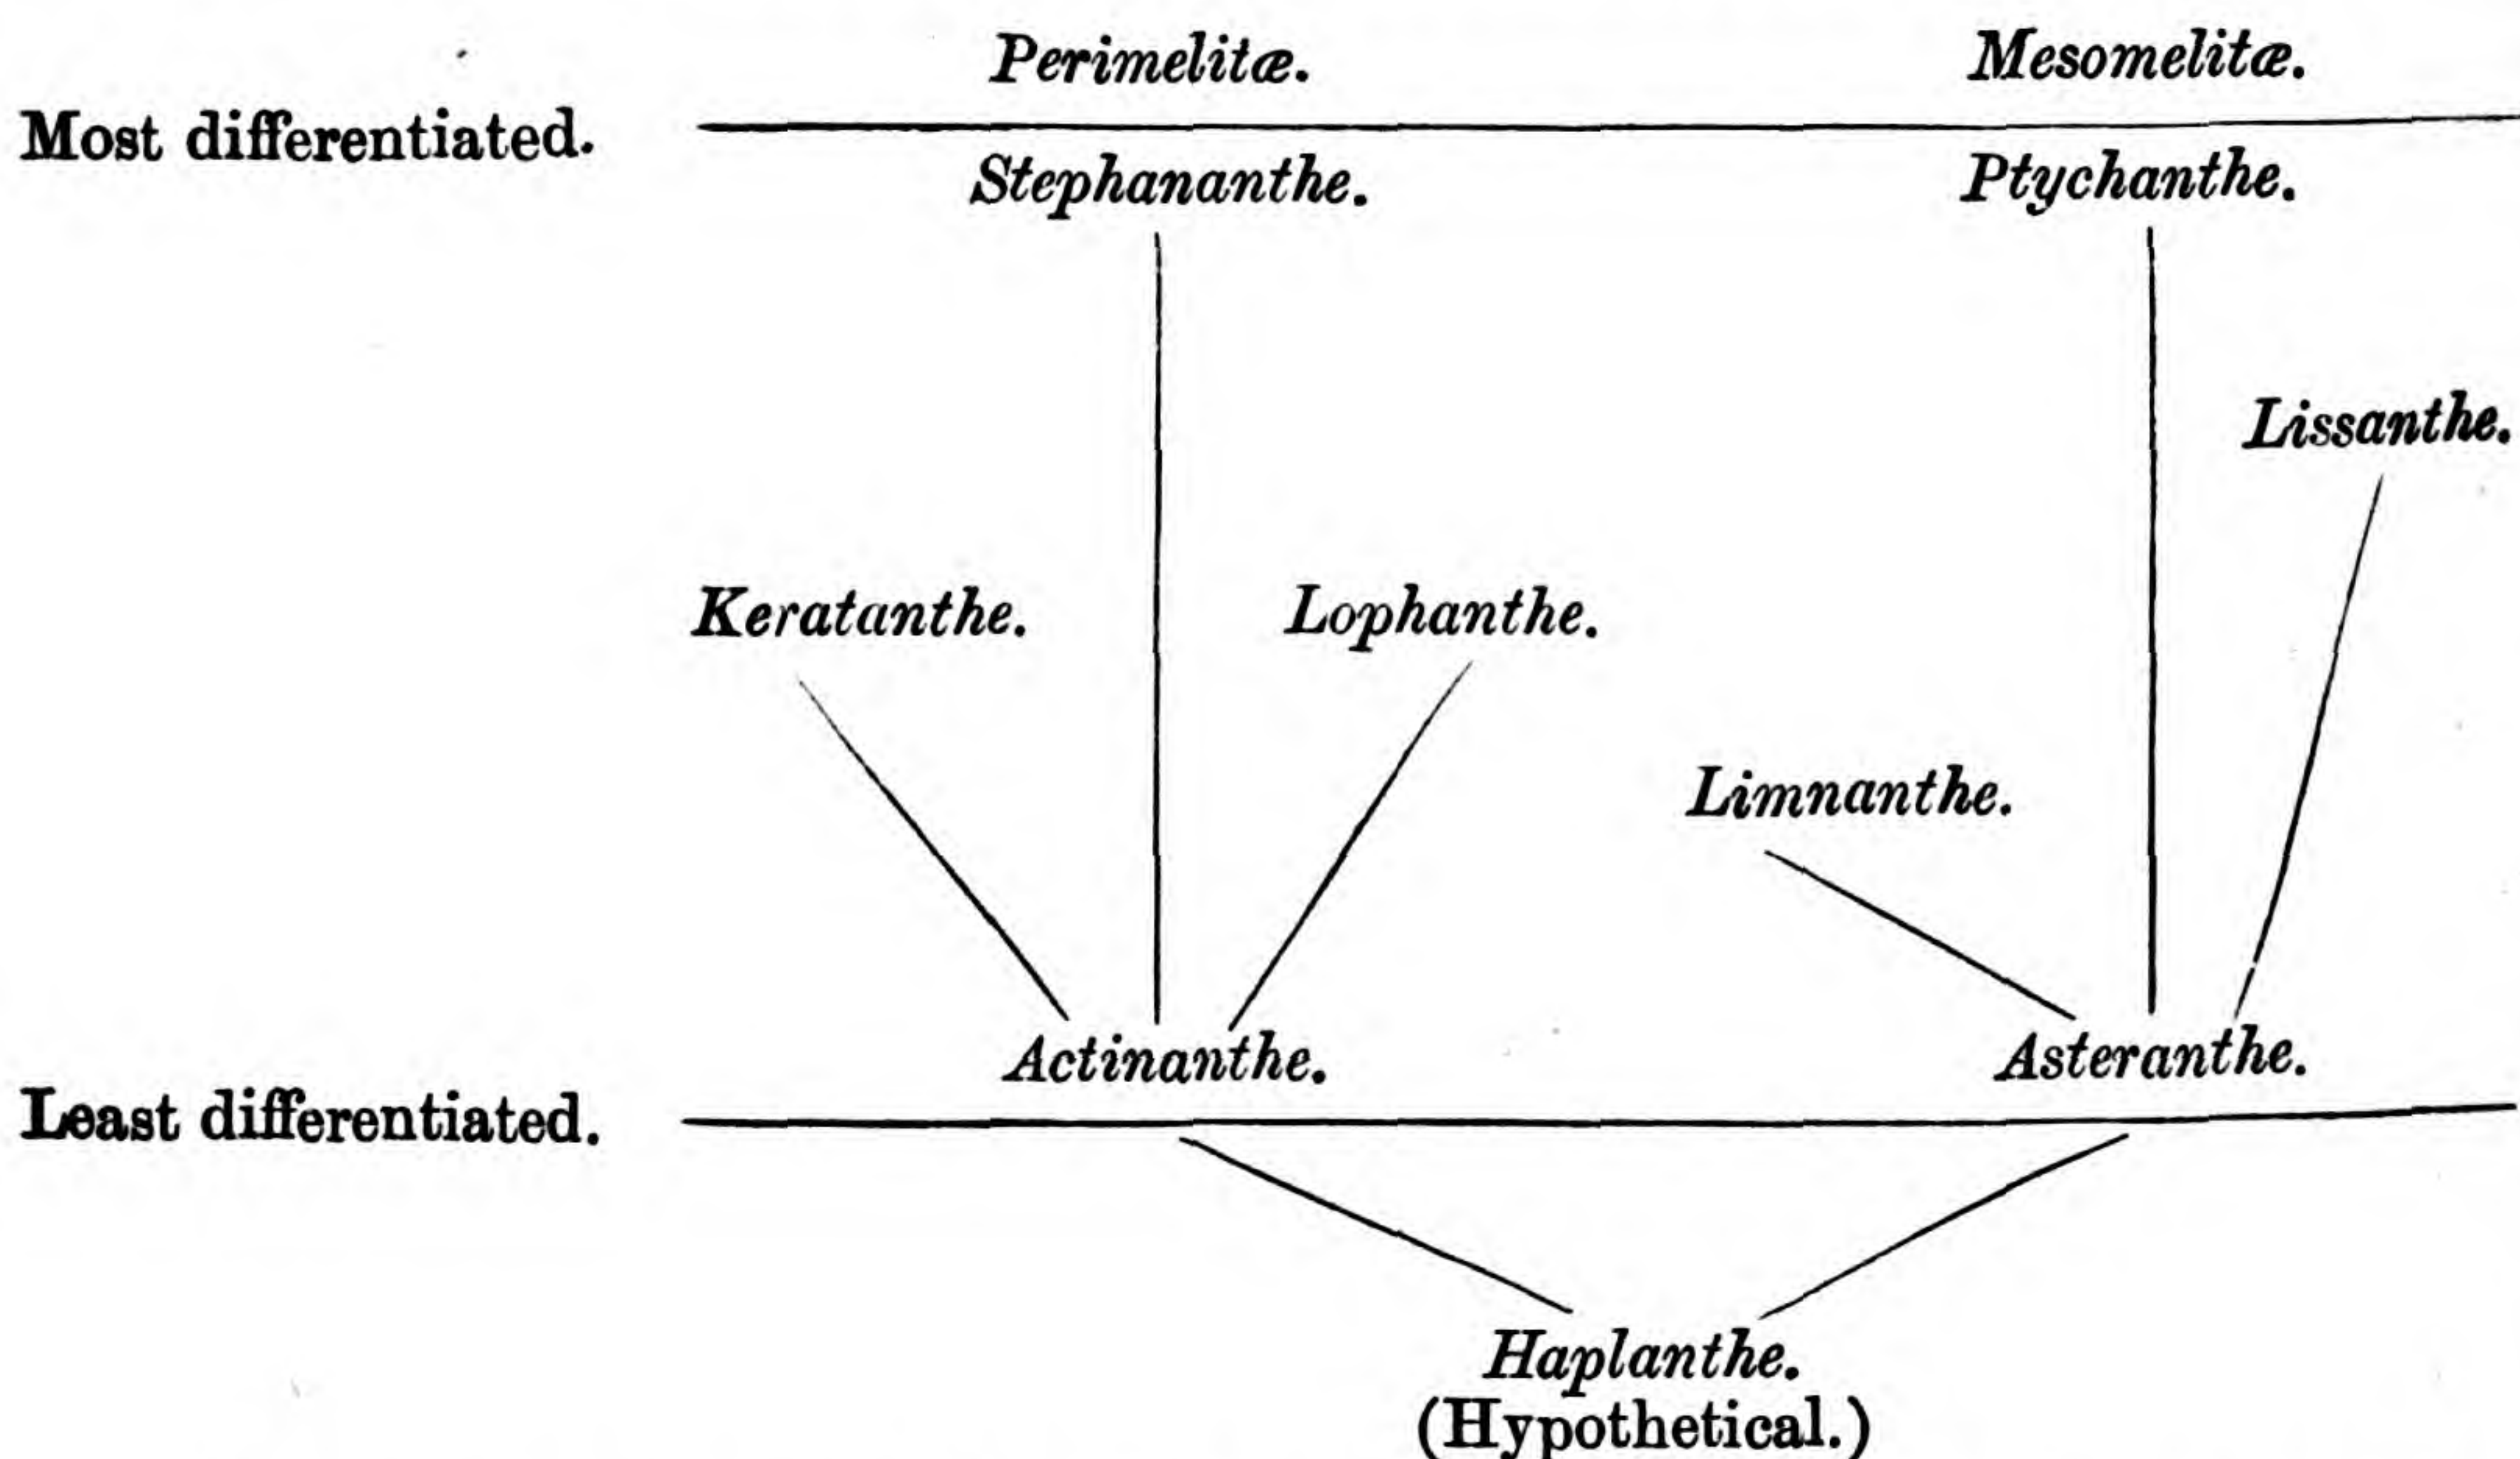 Perimelitæ. Mesomelitæ.
Most differentiated.
Stephananthe. Ptychanthe.
Lissanthe.
Keratanthe. Lophanthe.
Limnanthe.
Actinanthe. Asteranthe.
Least differentiated.
Haplanthe.
(Hypothetical.)